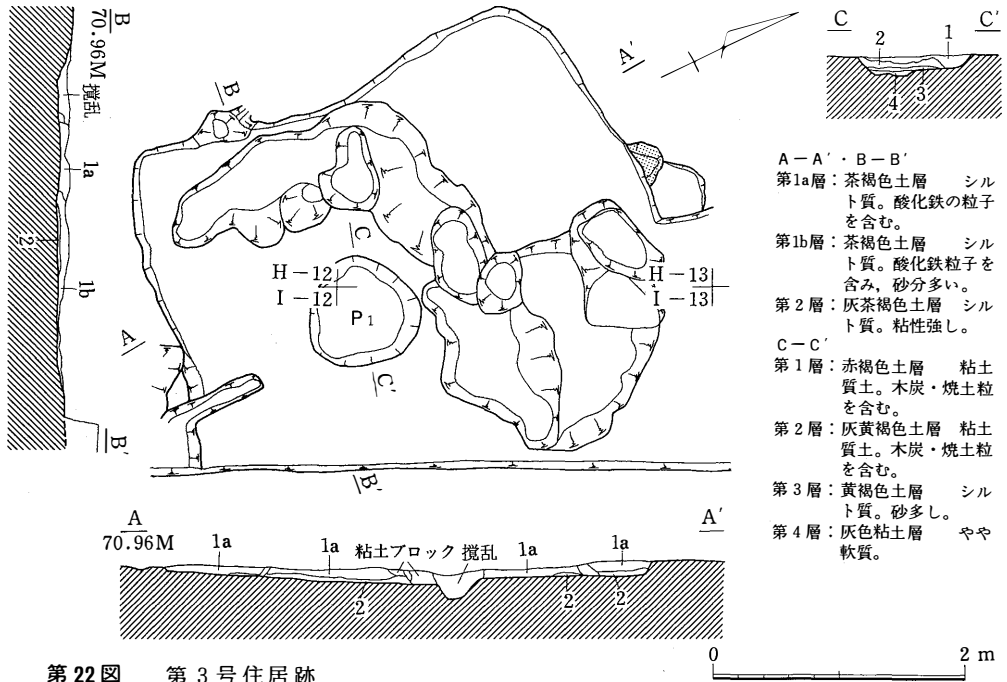 B
70.96M
攪乱
1a
2
1b
B'
B
A'
C
C'
2
1
4
3
C
H-12
I-12
P1
H-13
I-13
A
C'
B'
A-A'・B-B'
第1a層:茶褐色土層 シル
ト質。酸化鉄の粒子
を含む。
第1b層:茶褐色土層 シル
ト質。酸化鉄粒子を
含み,砂分多い。
第2層:灰茶褐色土層 シル
ト質。粘性強し。
C-C'
第1層:赤褐色土層 粘土
質土。木炭・焼土粒
を含む。
第2層:灰黄褐色土層 粘土
質土。木炭・焼土粒
を含む。
第3層:黄褐色土層 シル
ト質。砂多し。
第4層:灰色粘土層 やや
軟質。
A
A'
70.96M
1a 1a 粘土ブロック 攪乱 1a 1a
2 2 2
0 2 m
第22図 第3号住居跡